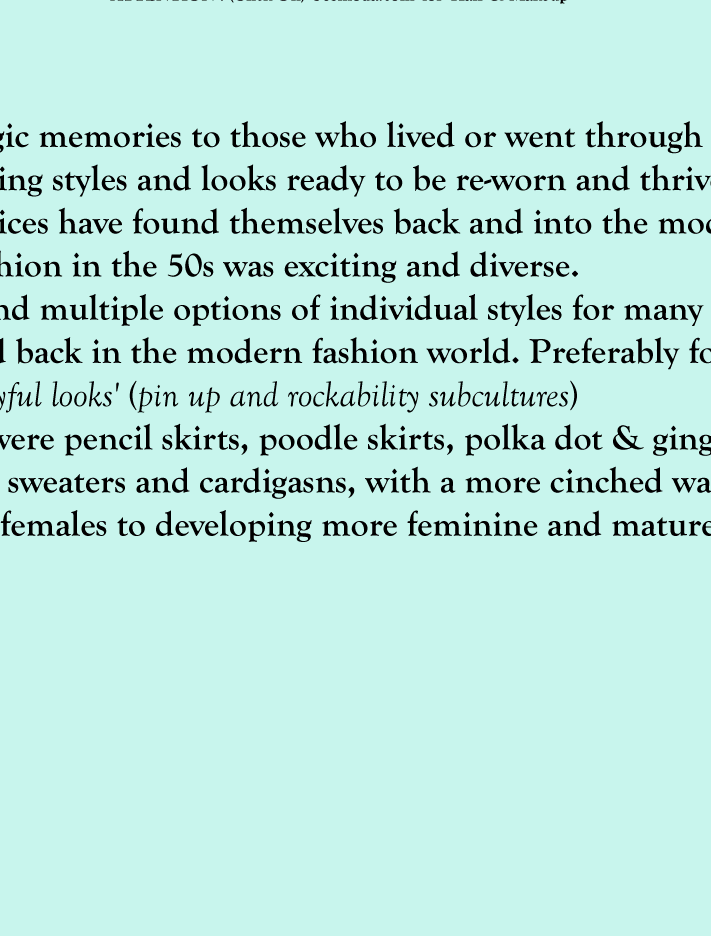 gic memories to those who lived or went through
ing styles and looks ready to be re-worn and thriv
ices have found themselves back and into the mod
hion in the 50s was exciting and diverse.
nd multiple options of individual styles for many
back in the modern fashion world. Preferably fo
yful looks' (pin up and rockability subcultures)
were pencil skirts, poodle skirts, polka dot & ging
sweaters and cardigasns, with a more cinched wa
females to developing more feminine and mature